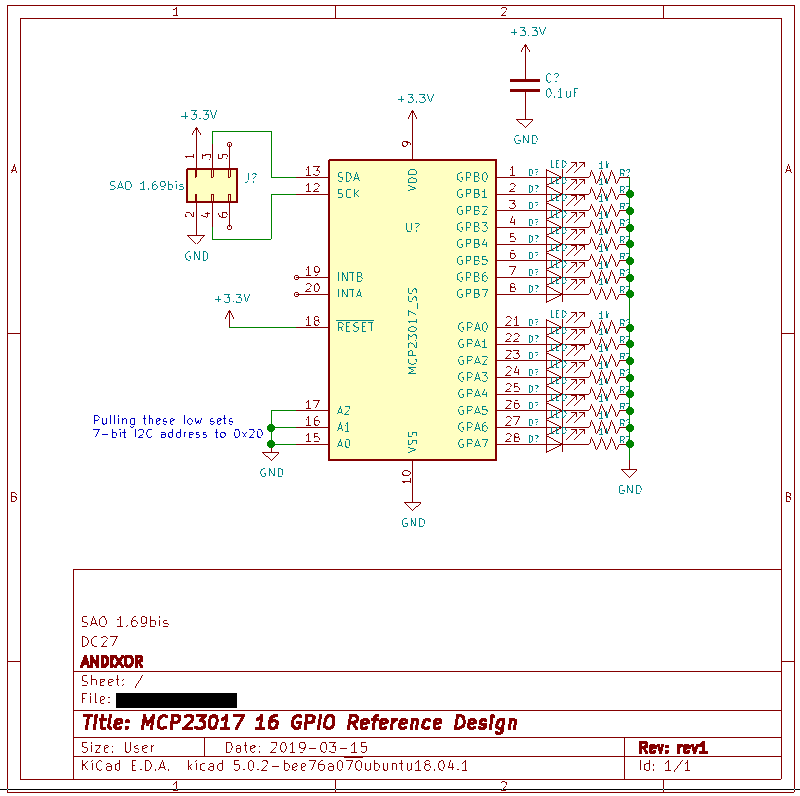 1 2
+3.3V
C?
0.1uF
GND
+3.3V
+3.3V
A A
SAO 1.69bis
1 3 5
2 4 6
J?
GND
9
VDD
13 SDA
12 SCK
U?
MCP23017_SS
19 INTB
20 INTA
+3.3V
18 RESET
17 A2
16 A1
15 A0
Pulling these low sets
7-bit I2C address to 0x20
GND
VSS
10
GND
LED 1k
GPB0 1 D? R?
GPB1 2 D?
GPB2 3 D?
GPB3 4 D?
GPB4 5 D?
GPB5 6 D?
GPB6 7 D?
GPB7 8 D?
LED 1k
GPA0 21 D? R?
GPA1 22 D?
GPA2 23 D?
GPA3 24 D?
GPA4 25 D?
GPA5 26 D?
GPA6 27 D?
GPA7 28 D?
GND
B B
SAO 1.69bis
DC27
ANDIXOR
Sheet: /
File:
Title: MCP23017 16 GPIO Reference Design
Size: User Date: 2019-03-15 Rev: rev1
KiCad E.D.A. kicad 5.0.2-bee76a070ubuntu18.04.1 Id: 1/1
1 2